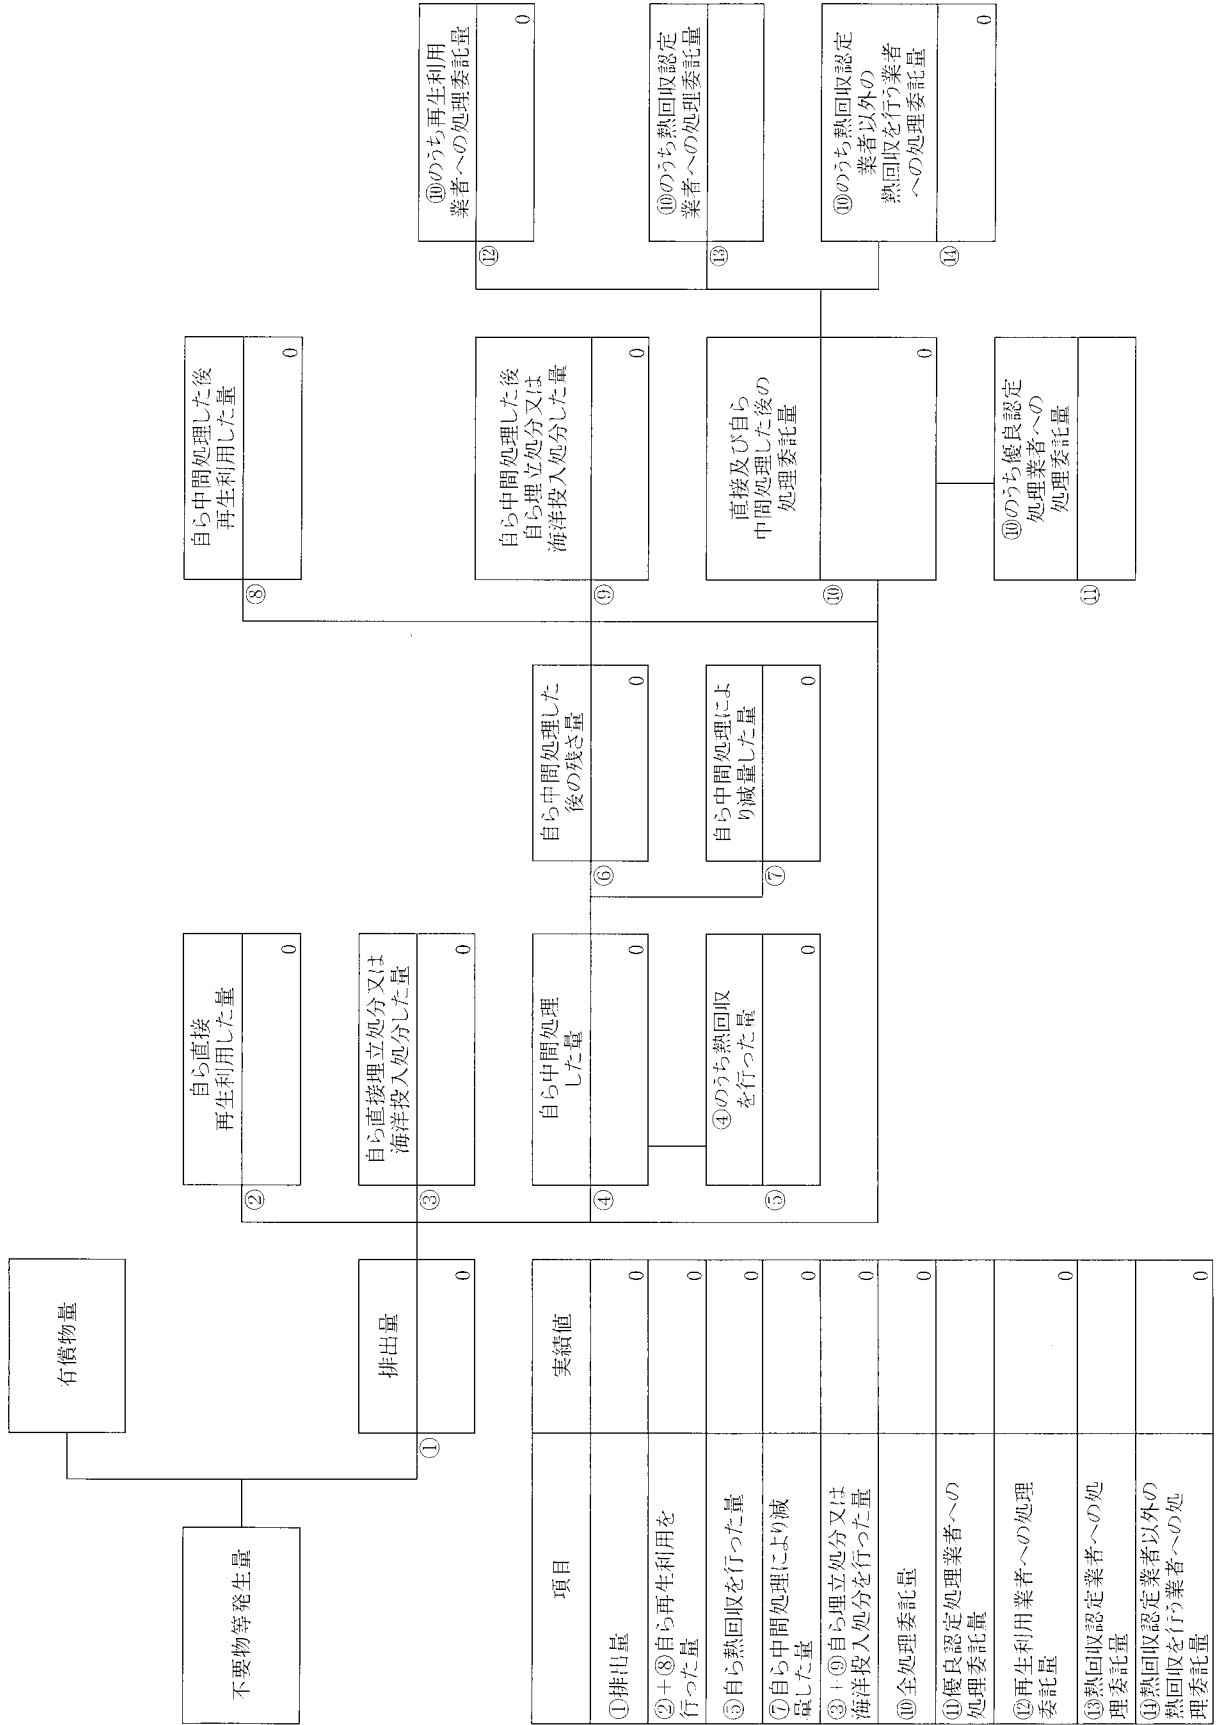 不要物等発生量
有償物量
①
排出量
0
②
自ら直接
再生利用した量
0
③
自ら直接埋立処分又は
海洋投入処分した量
0
④
自ら中間処理
した量
0
⑤
④のうち熱回収
を行った量
0
⑥
自ら中間処理した
後の残さ量
0
⑦
自ら中間処理によ
り減量した量
0
⑧
自ら中間処理した後
再生利用した量
0
⑨
自ら中間処理した後
自ら埋立処分又は
海洋投入処分した量
0
⑩
直接及び自ら
中間処理した後の
処理委託量
0
⑪
⑩のうち優良認定
処理業者への
処理委託量
⑫
⑩のうち再生利用
業者への処理委託量
0
⑬
⑩のうち熱回収認定
業者への処理委託量
⑭
⑩のうち熱回収認定
業者以外の
熱回収を行う業者
への処理委託量
0
項目 実績値
①排出量 0
②+⑧自ら再生利用を
行った量 0
⑤自ら熱回収を行った量 0
⑦自ら中間処理により減
量した量 0
③+⑨自ら埋立処分又は
海洋投入処分を行った量 0
⑩全処理委託量 0
⑪優良認定処理業者への
処理委託量
⑫再生利用業者への処理
委託量 0
⑬熱回収認定業者への処
理委託量
⑭熱回収認定業者以外の
熱回収を行う業者への処
理委託量 0